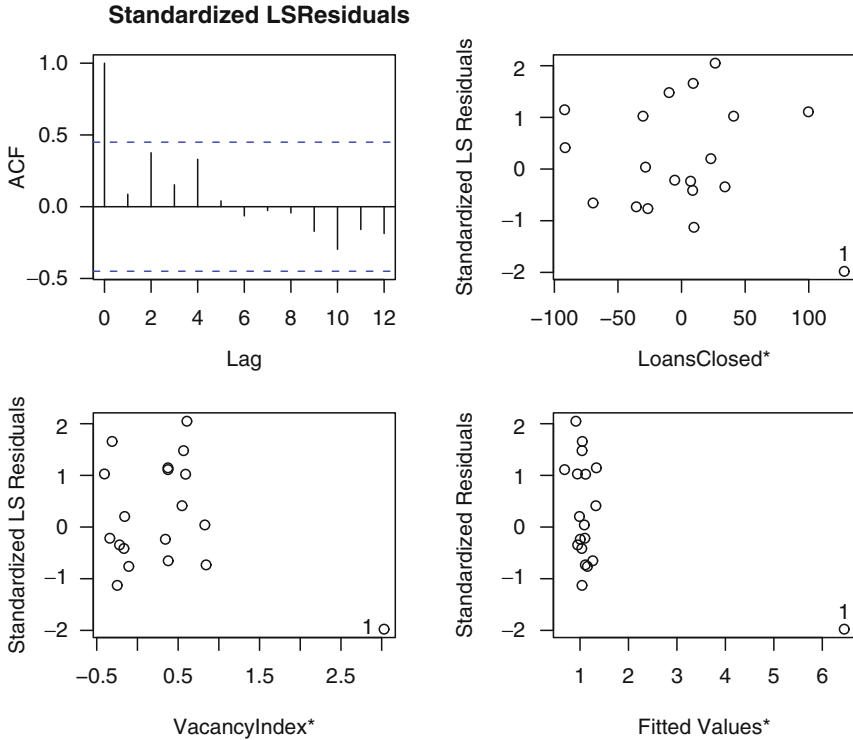 Standardized LSResiduals
1.0
0.5
0.0
−0.5
ACF
0 2 4 6 8 10 12
Lag
2
1
0
−1
−2
Standardized LS Residuals
1
−100 −50 0 50 100
LoansClosed*
2
1
0
−1
−2
Standardized LS Residuals
1
−0.5 0.5 1.5 2.5
VacancyIndex*
2
1
0
−1
−2
Standardized Residuals
1
1 2 3 4 5 6
Fitted Values*